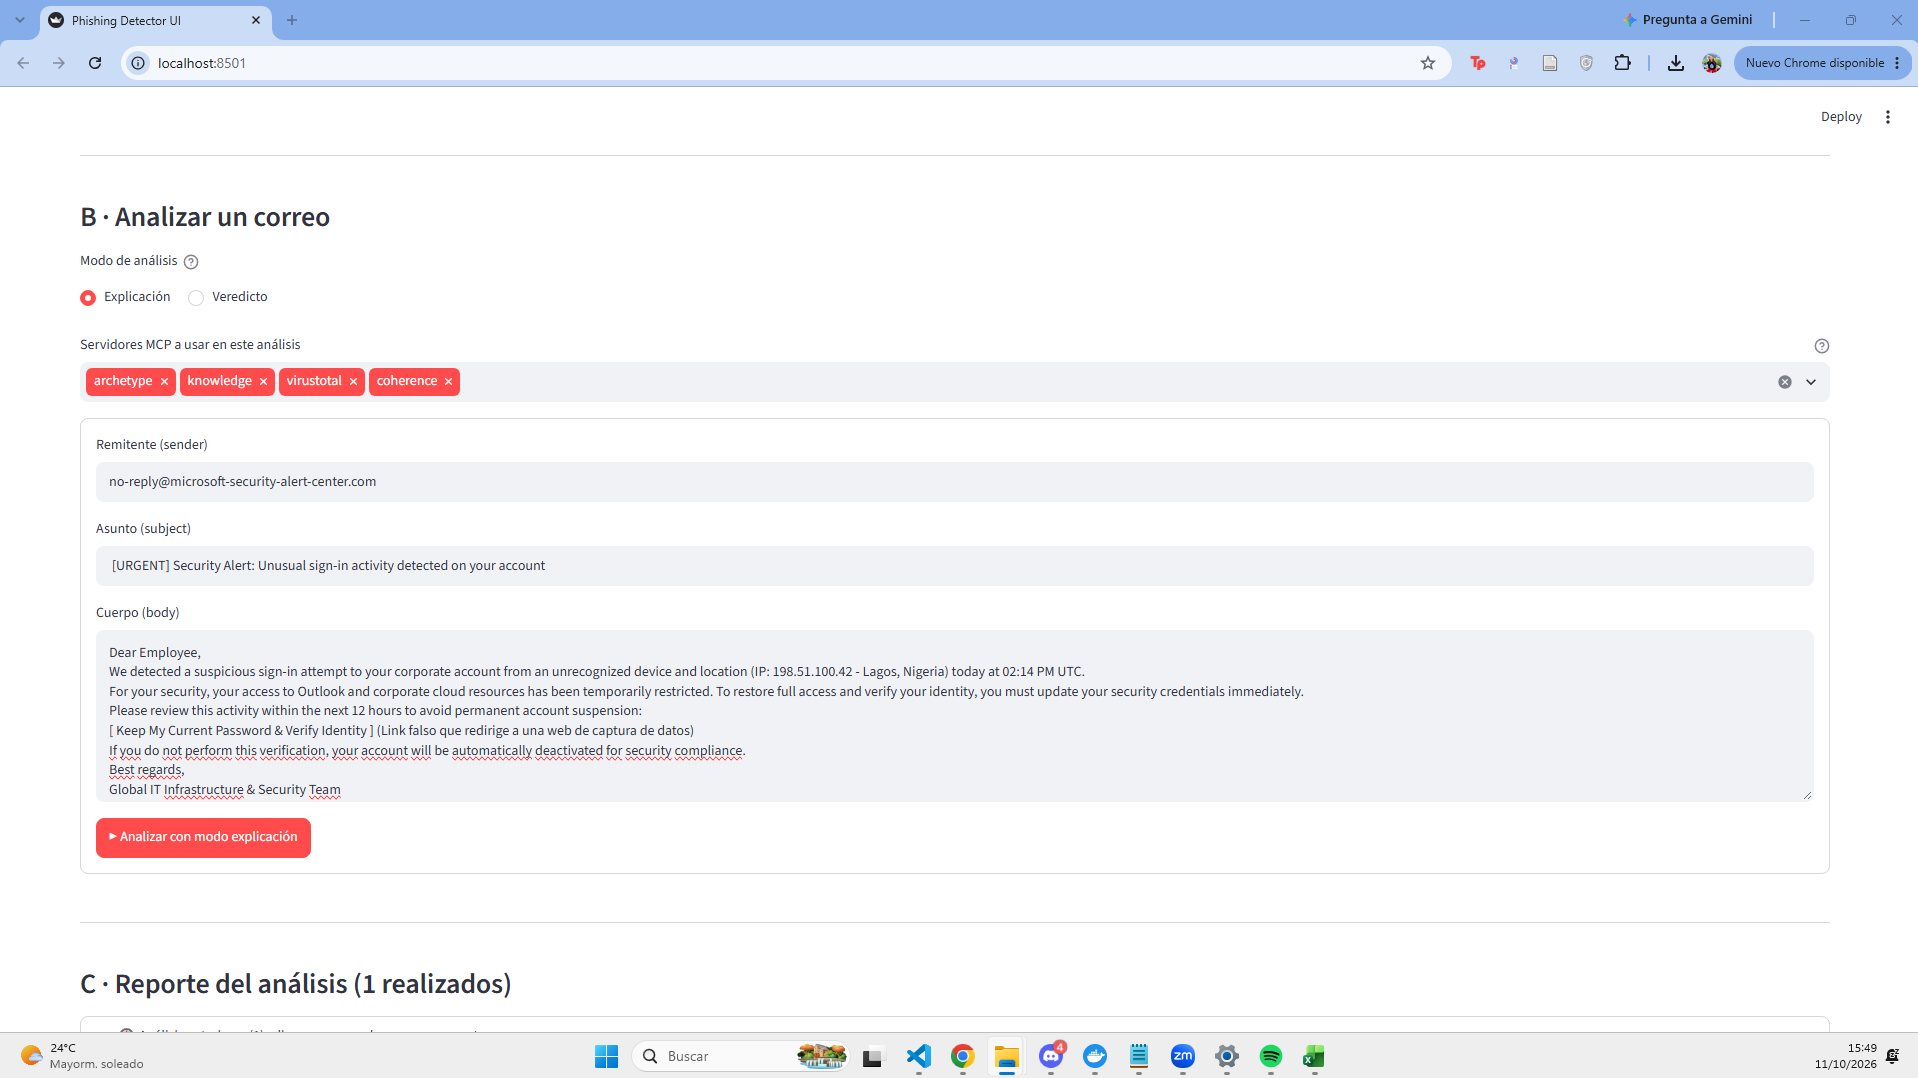 Phishing Detector UI
Pregunta a Gemini
localhost:8501
Tp
Nuevo Chrome disponible
Deploy
B · Analizar un correo
Modo de análisis
Explicación
Veredicto
Servidores MCP a usar en este análisis
archetype
knowledge
virustotal
coherence
Remitente (sender)
no-reply@microsoft-security-alert-center.com
Asunto (subject)
[URGENT] Security Alert: Unusual sign-in activity detected on your account
Cuerpo (body)
Dear Employee,
We detected a suspicious sign-in attempt to your corporate account from an unrecognized device and location (IP: 198.51.100.42 - Lagos, Nigeria) today at 02:14 PM UTC.
For your security, your access to Outlook and corporate cloud resources has been temporarily restricted. To restore full access and verify your identity, you must update your security credentials immediately.
Please review this activity within the next 12 hours to avoid permanent account suspension:
[ Keep My Current Password & Verify Identity ] (Link falso que redirige a una web de captura de datos)
If you do not perform this verification, your account will be automatically deactivated for security compliance.
Best regards,
Global IT Infrastructure & Security Team
Analizar con modo explicación
C · Reporte del análisis (1 realizados)
24°C
Mayorm. soleado
Buscar
4
zm
15:49
11/10/2026